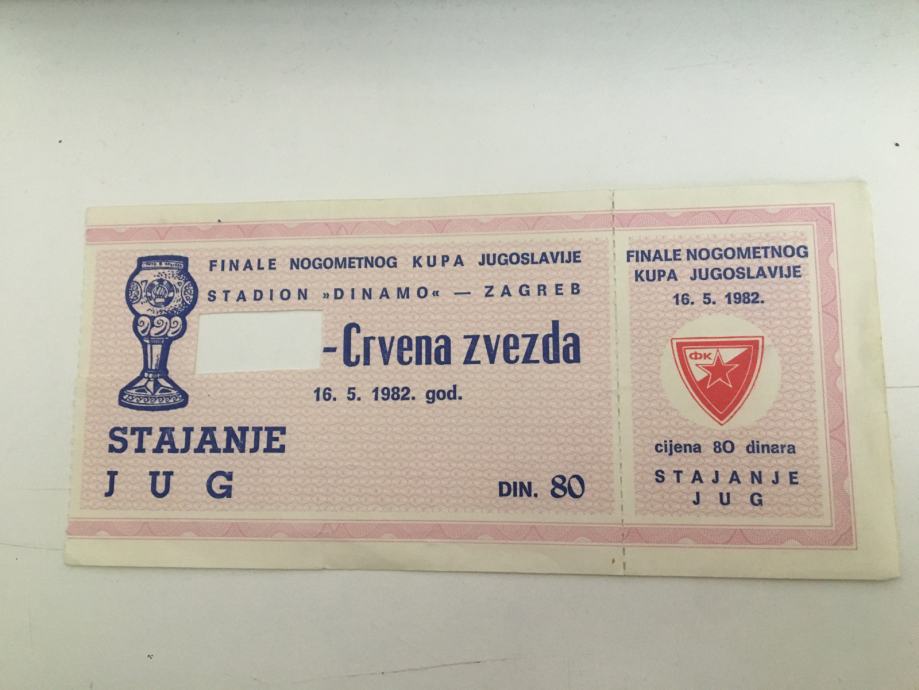 FINALE NOGOMETNOG KUPA JUGOSLAVIJE
STADION »DINAMO« — ZAGREB
-Crvena zvezda
16. 5. 1982. god.
STAJANJE
JUG
DIN. 80
FINALE NOGOMETNOG
KUPA JUGOSLAVIJE
16. 5. 1982.
ФК
cijena 80 dinara
STAJANJE
JUG